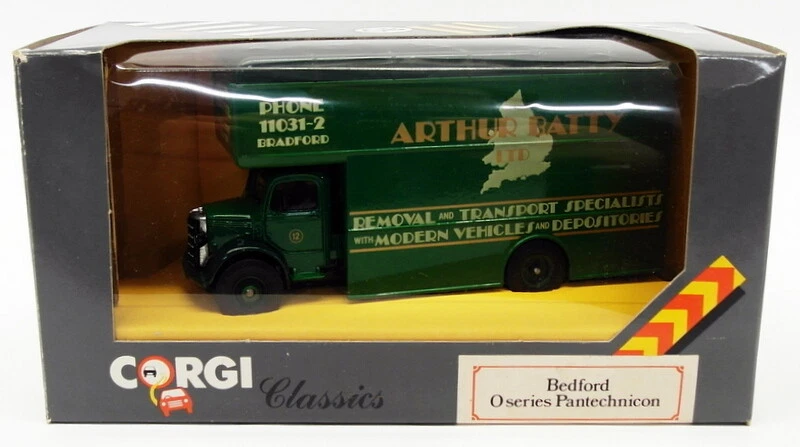 PHONE
11031-2
BRADFORD
ARTHUR BATTY
LTD
REMOVAL AND TRANSPORT SPECIALISTS
WITH MODERN VEHICLES AND DEPOSITORIES
12
CORGI Classics
Bedford
O series Pantechnicon